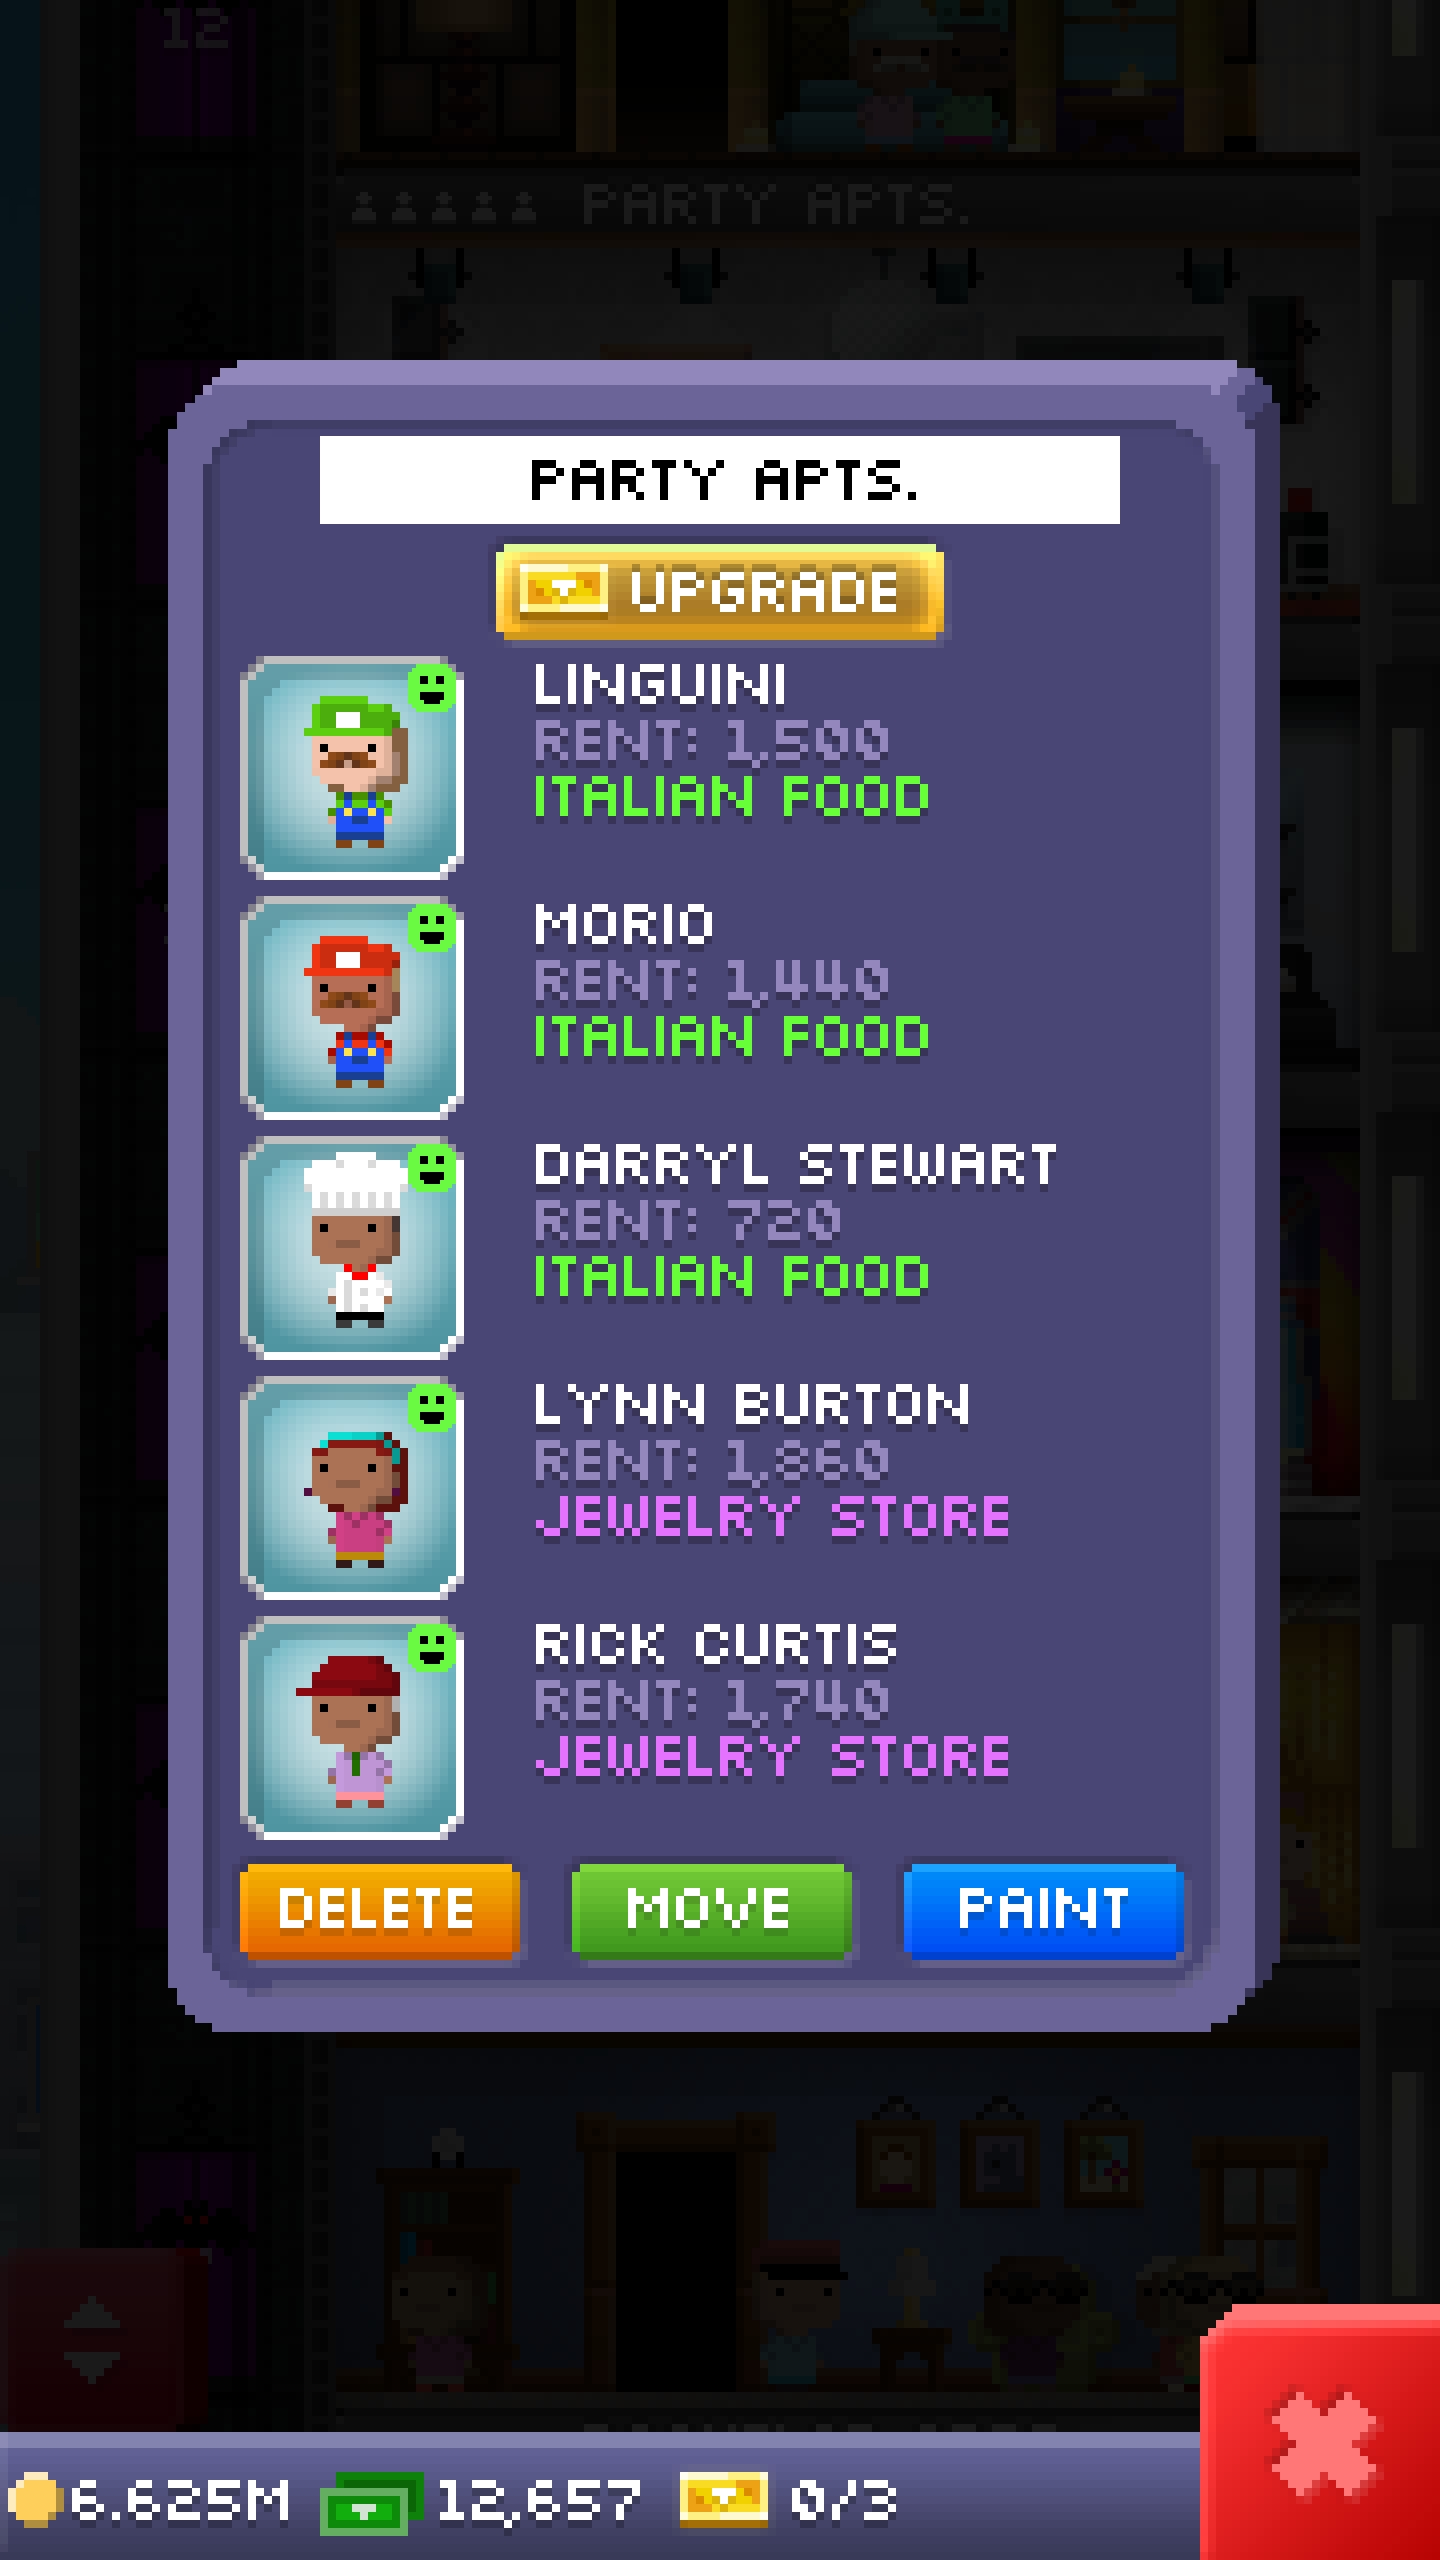 12
PARTY APTS.
PARTY APTS.
UPGRADE
LINGUINI
RENT: 1,500
ITALIAN FOOD
MORIO
RENT: 1,440
ITALIAN FOOD
DARRYL STEWART
RENT: 720
ITALIAN FOOD
LYNN BURTON
RENT: 1,860
JEWELRY STORE
RICK CURTIS
RENT: 1,740
JEWELRY STORE
DELETE MOVE PAINT
6.625M 12,657 0/3